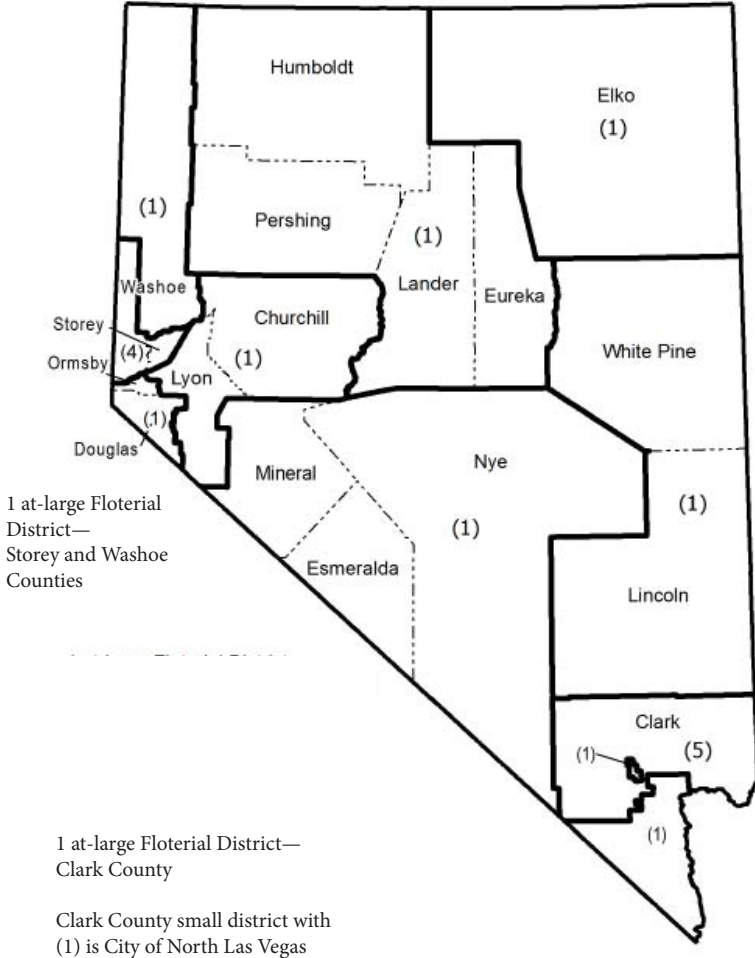 Humboldt
Elko
(1)
(1)
Pershing
(1)
Lander
Eureka
Washoe
Churchill
Storey
(4)
White Pine
Ormsby
Lyon
(1)
(1)
Douglas
Mineral
Nye
1 at-large Floterial
District—
Storey and Washoe
Counties
(1)
(1)
Esmeralda
Lincoln
Clark
(1)
(5)
(1)
1 at-large Floterial District—
Clark County
Clark County small district with
(1) is City of North Las Vegas